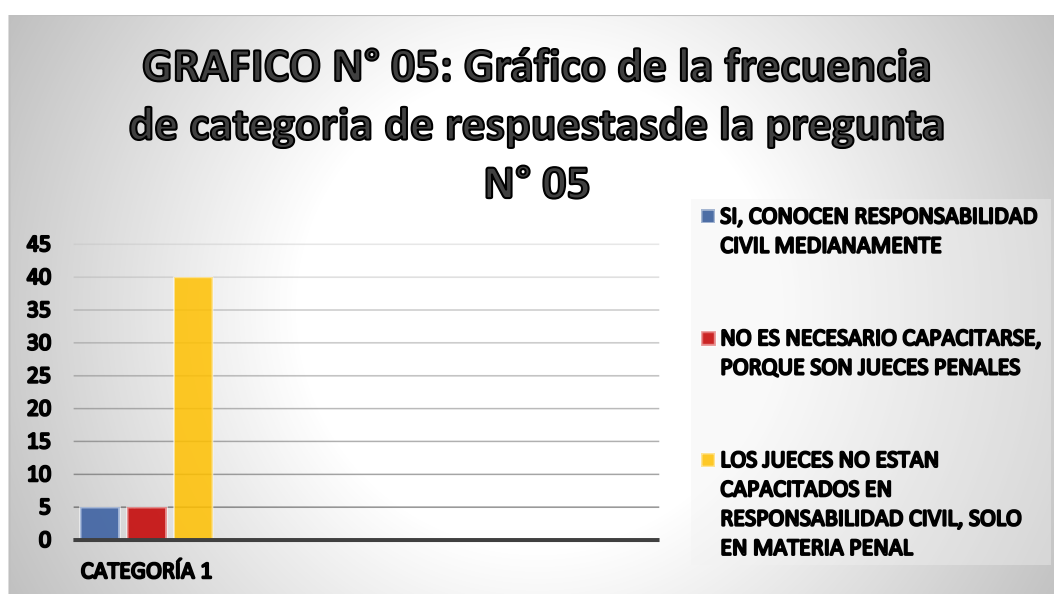 GRAFICO N° 05: Gráfico de la frecuencia
de categoria de respuestasde la pregunta
N° 05
45
40
35
30
25
20
15
10
5
0
CATEGORÍA 1
SI, CONOCEN RESPONSABILIDAD
CIVIL MEDIANAMENTE
NO ES NECESARIO CAPACITARSE,
PORQUE SON JUECES PENALES
LOS JUECES NO ESTAN
CAPACITADOS EN
RESPONSABILIDAD CIVIL, SOLO
EN MATERIA PENAL